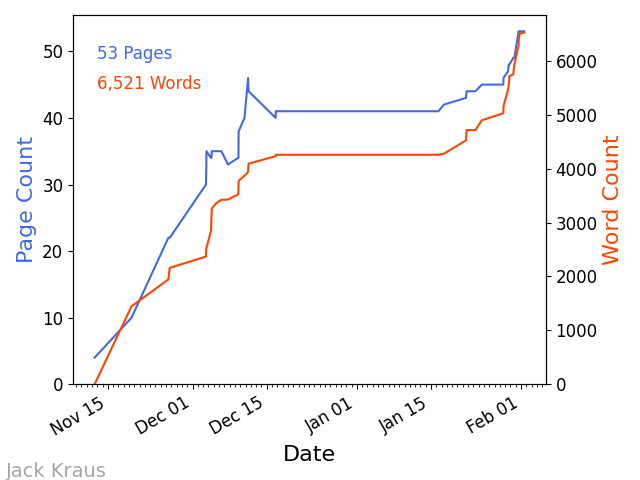 53 Pages
6,521 Words
Page Count
50
40
30
20
10
0
Word Count
6000
5000
4000
3000
2000
1000
0
Nov 15
Dec 01
Dec 15
Jan 01
Jan 15
Feb 01
Date
Jack Kraus